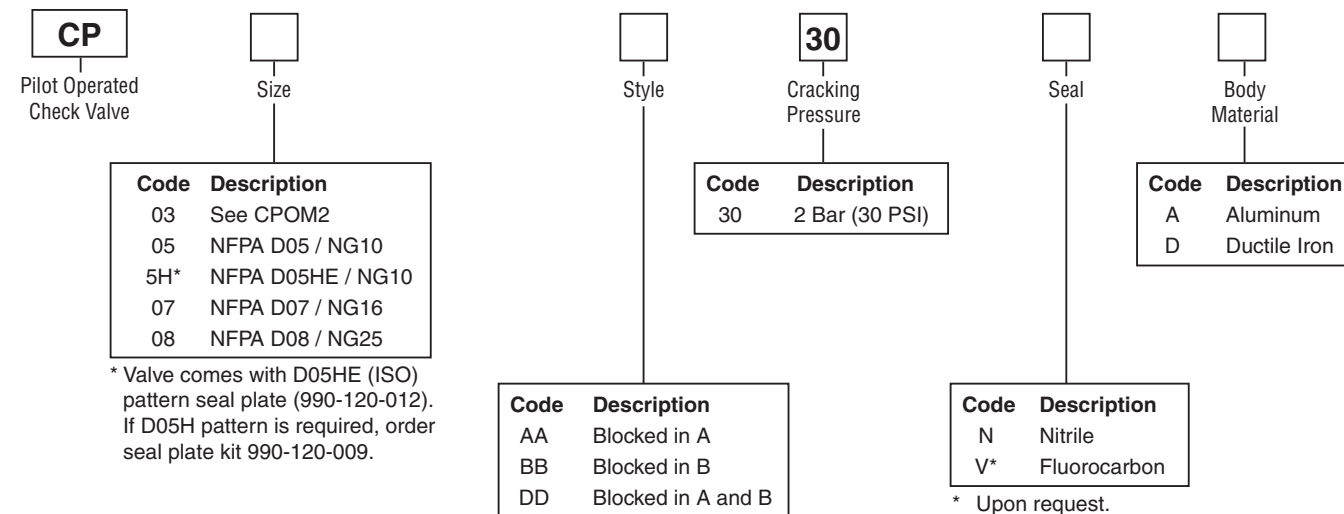 CP
30
Pilot Operated
Check Valve
Size
Style
Cracking
Pressure
Seal
Body
Material
Code Description
03 See CPOM2
05 NFPA D05 / NG10
5H* NFPA D05HE / NG10
07 NFPA D07 / NG16
08 NFPA D08 / NG25
* Valve comes with D05HE (ISO)
pattern seal plate (990-120-012).
If D05H pattern is required, order
seal plate kit 990-120-009.
Code Description
AA Blocked in A
BB Blocked in B
DD Blocked in A and B
Code Description
30 2 Bar (30 PSI)
Code Description
N Nitrile
V* Fluorocarbon
* Upon request.
Code Description
A Aluminum
D Ductile Iron